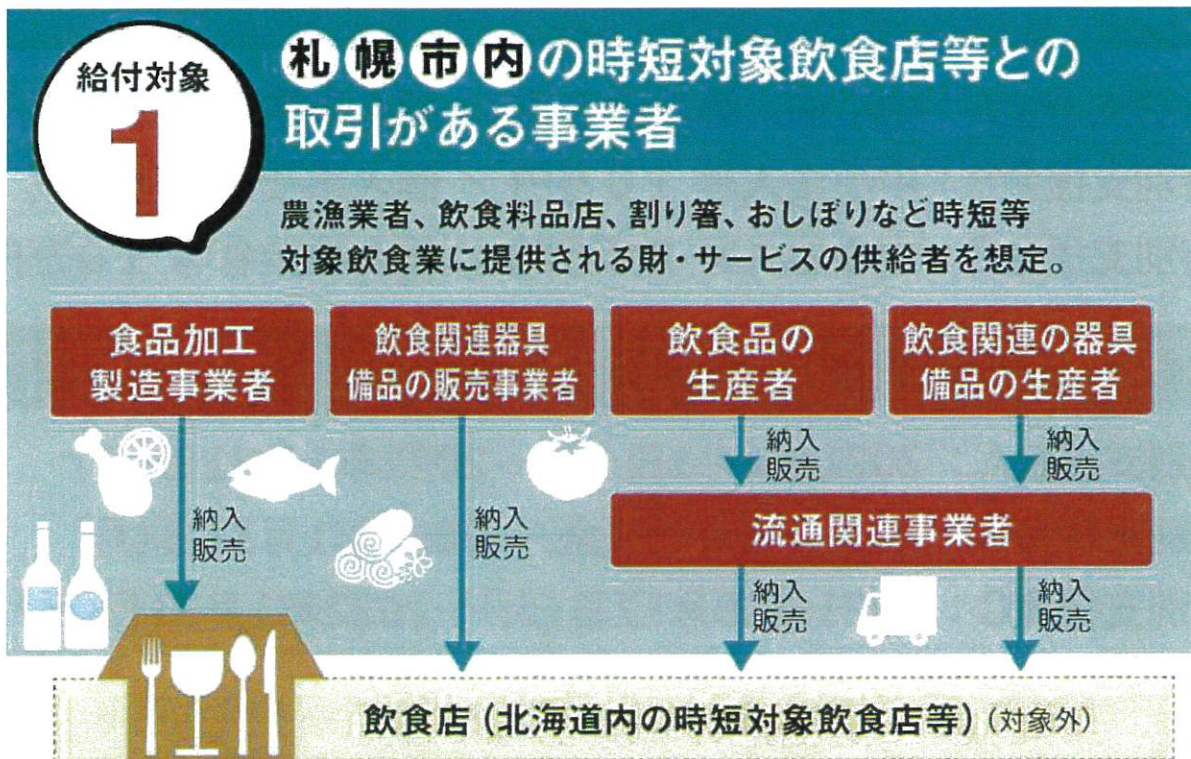 給付対象
1
札幌市内の時短対象飲食店等との
取引がある事業者
農漁業者、飲食料品店、割り箸、おしぼりなど時短等
対象飲食業に提供される財・サービスの供給者を想定。
食品加工
製造事業者
飲食関連器具
備品の販売事業者
飲食品の
生産者
飲食関連の器具
備品の生産者
納入
販売
納入
販売
流通関連事業者
納入
販売
納入
販売
納入
販売
納入
販売
飲食店(北海道内の時短対象飲食店等)(対象外)